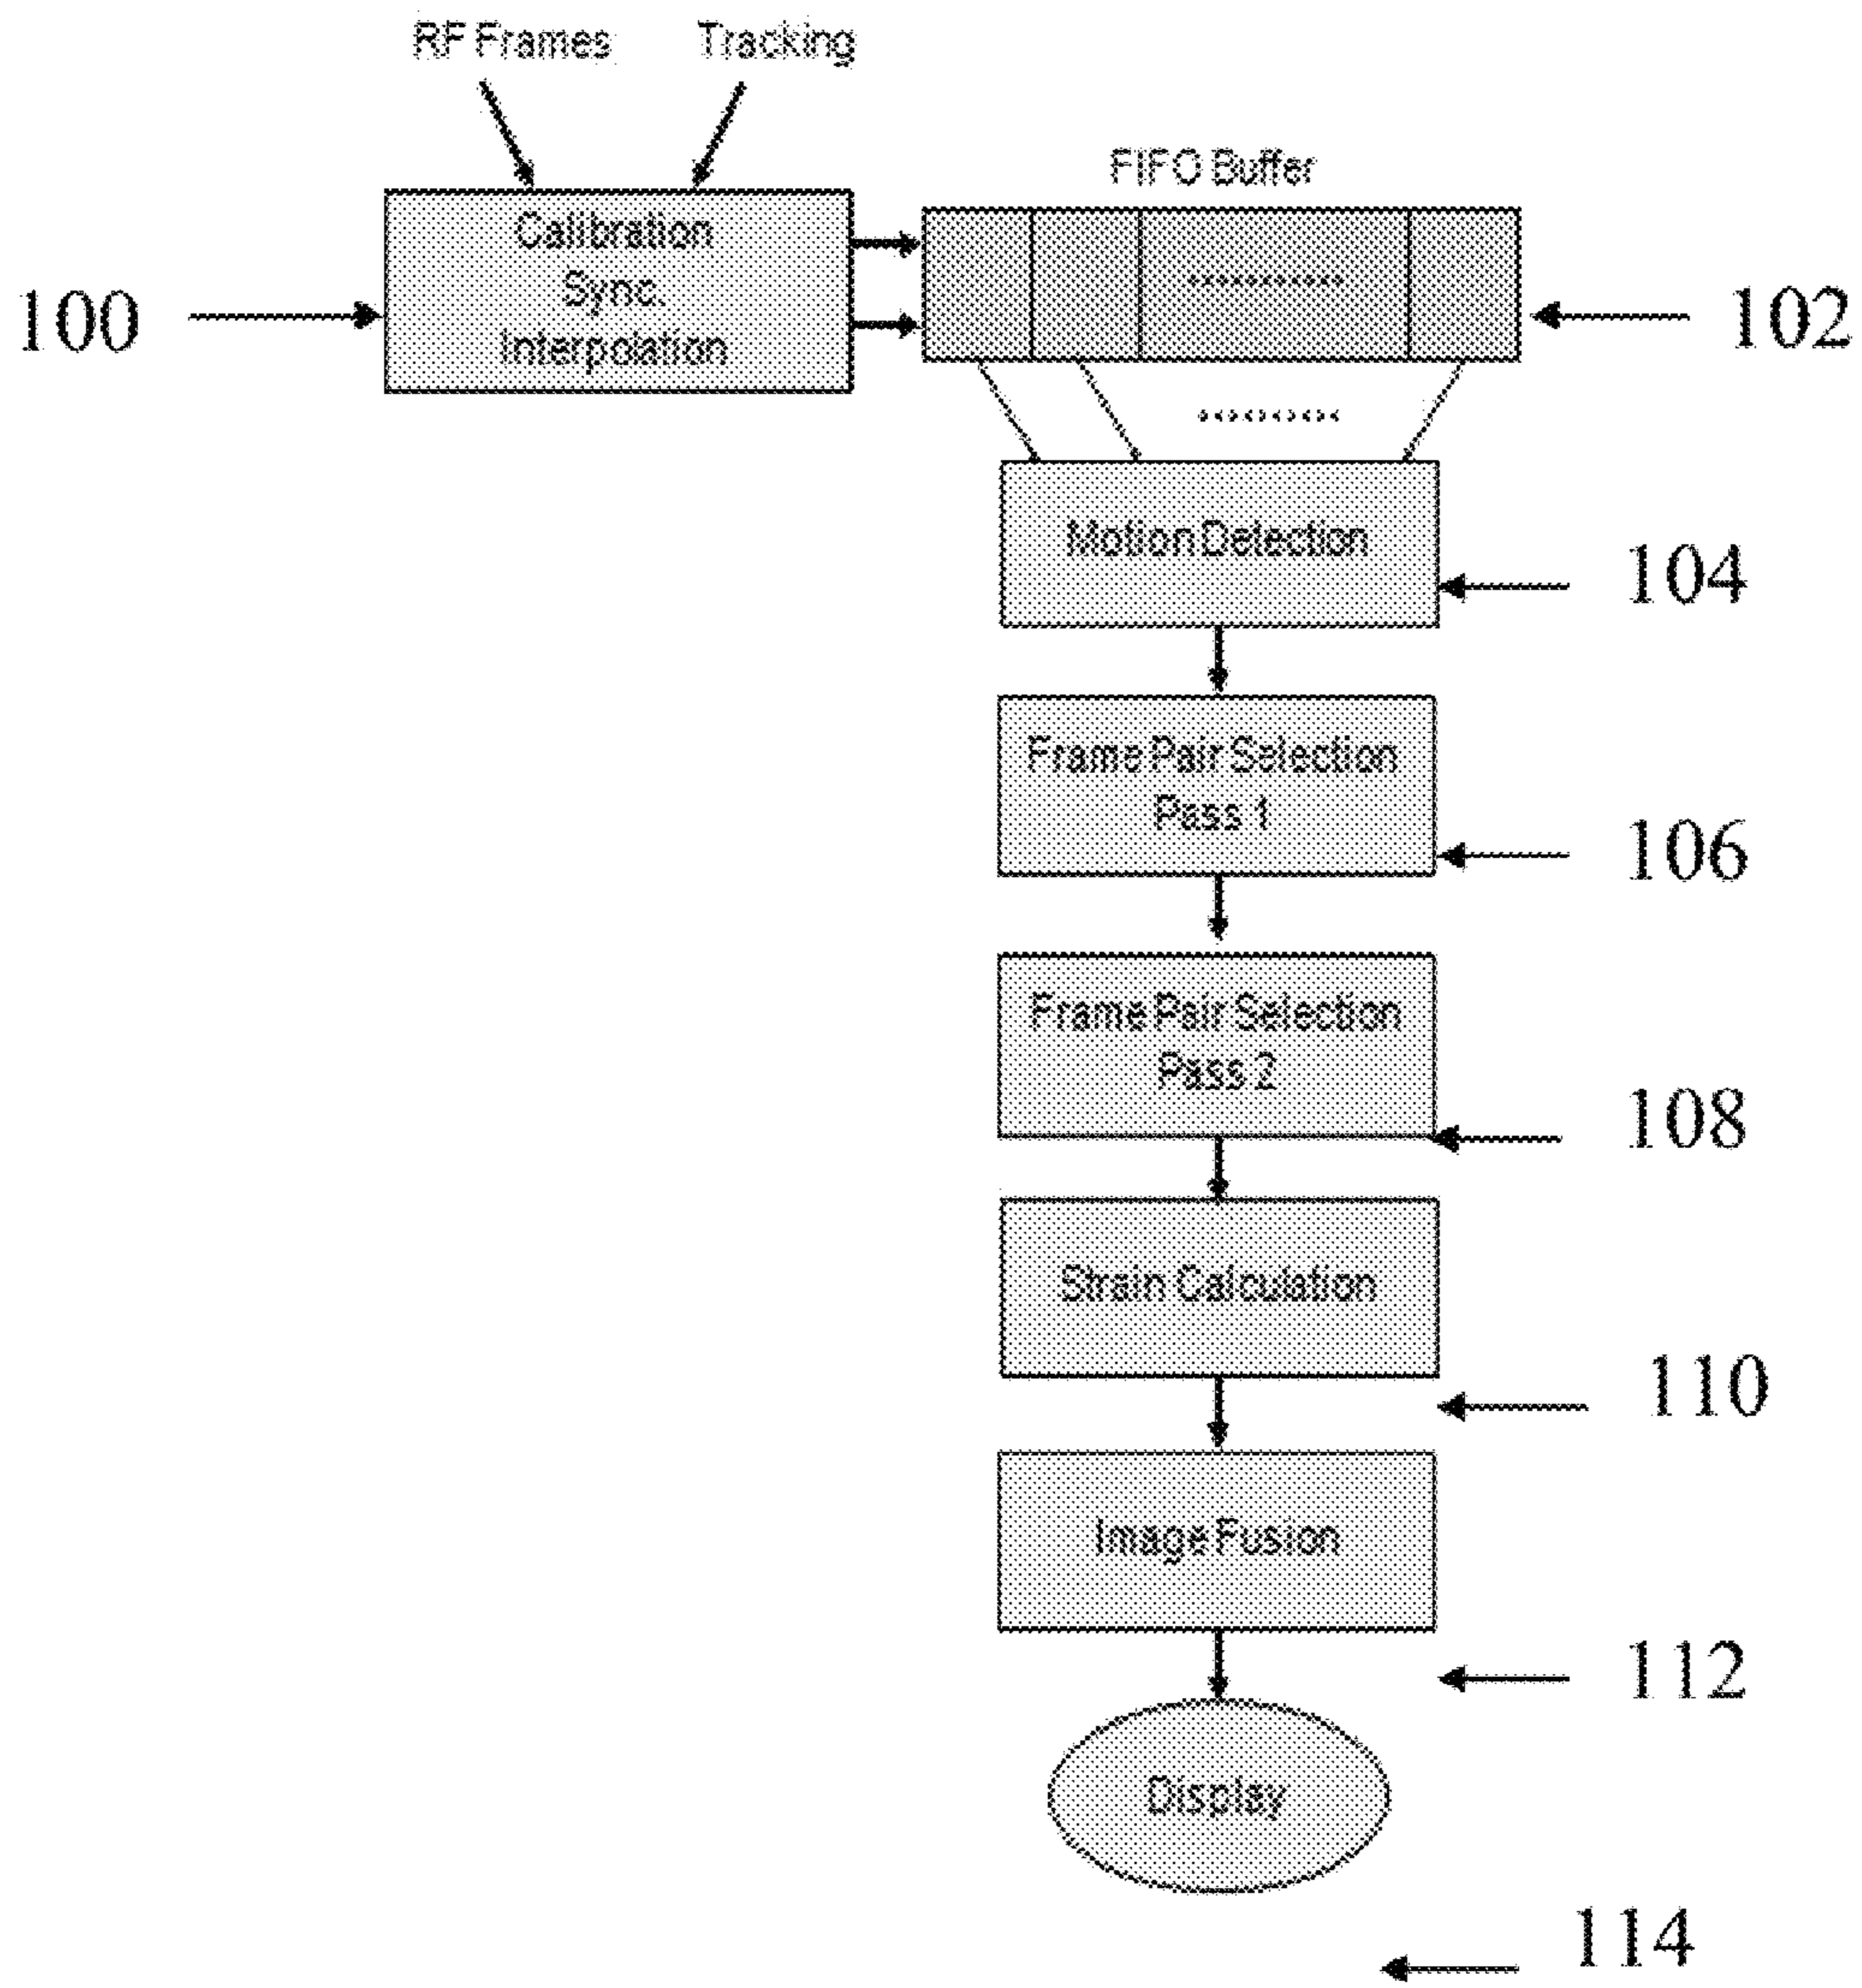 RF Frames Tracking
FIFO Buffer
Calibration
Sync.
Interpolation
100
102
Motion Detection
104
Frame Pair Selection
Pass 1
106
Frame Pair Selection
Pass 2
108
Strain Calculation
110
Image Fusion
112
Display
114